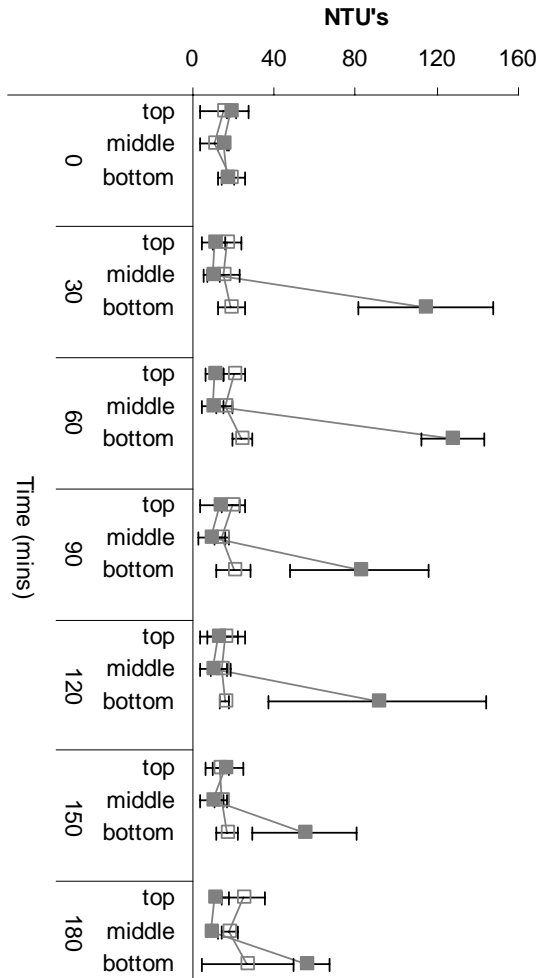 NTU's
0 40 80 120 160
top
middle
bottom
0
top
middle
bottom
30
top
middle
bottom
60
top
middle
bottom
90
top
middle
bottom
120
top
middle
bottom
150
top
middle
bottom
180
Time (mins)